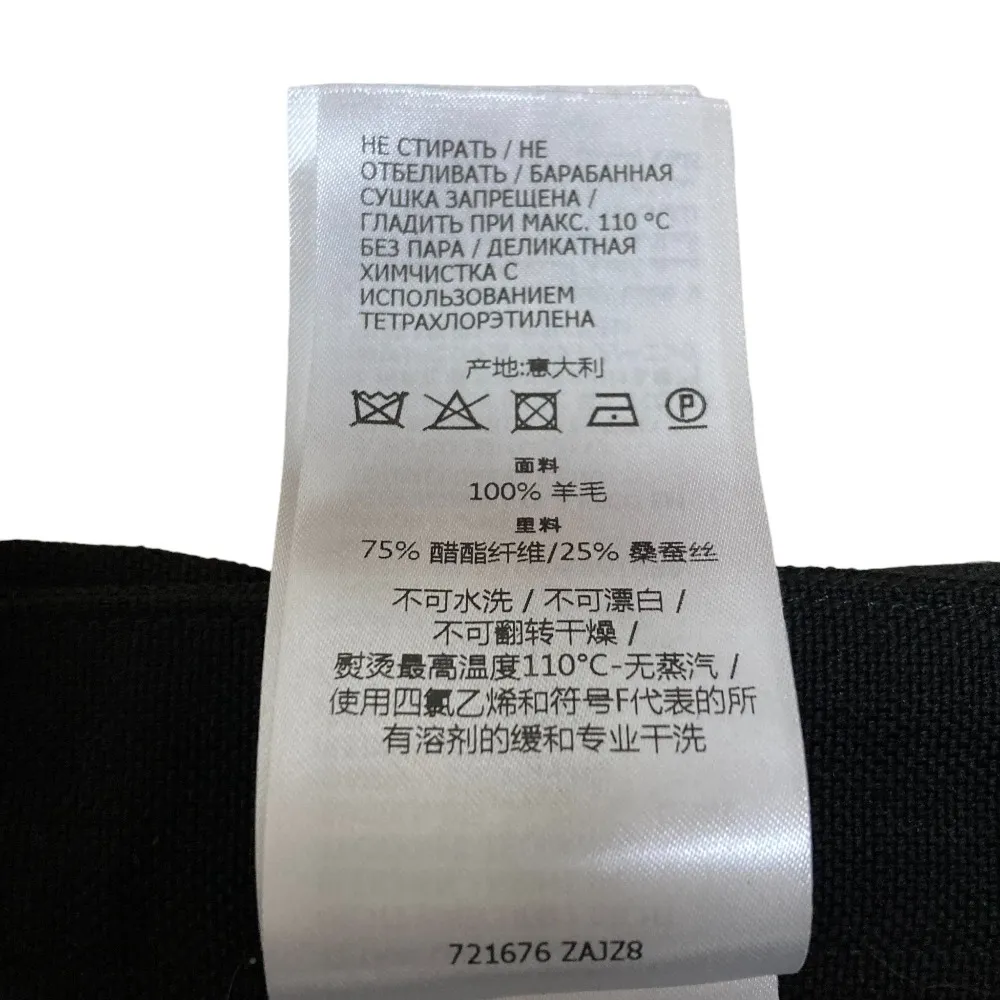 НЕ СТИРАТЬ / НЕ
ОТБЕЛИВАТЬ / БАРАБАННАЯ
СУШКА ЗАПРЕЩЕНА /
ГЛАДИТЬ ПРИ МАКС. 110 °C
БЕЗ ПАРА / ДЕЛИКАТНАЯ
ХИМЧИСТКА С
ИСПОЛЬЗОВАНИЕМ
ТЕТРАХЛОРЭТИЛЕНА
产地:意大利
P
面料
100% 羊毛
里料
75% 醋酯纤维/25% 桑蚕丝
不可水洗 / 不可漂白 /
不可翻转干燥 /
熨烫最高温度110°C-无蒸汽 /
使用四氯乙烯和符号F代表的所
有溶剂的缓和专业干洗
721676 ZAJZ8